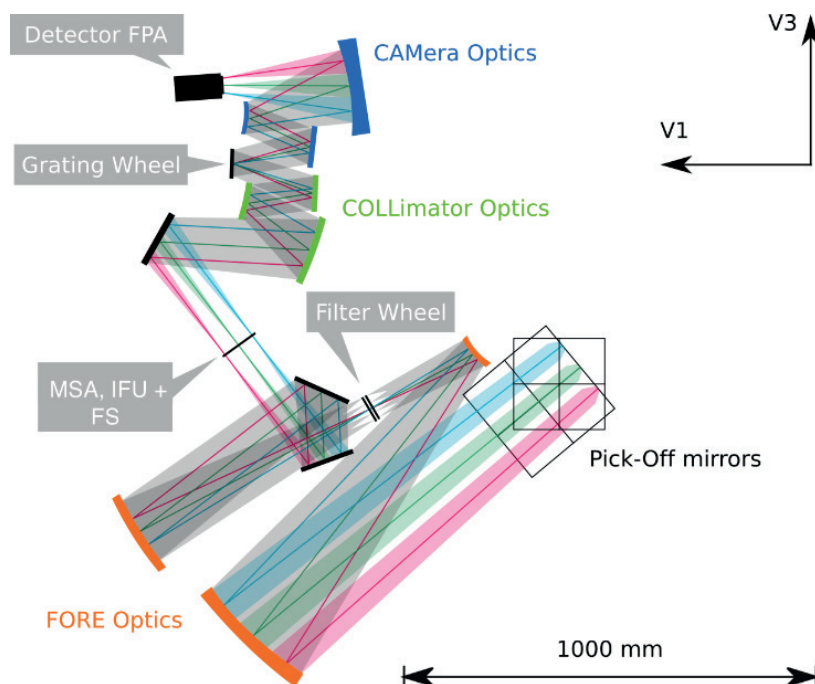 Detector FPA
CAMera Optics
V3
V1
Grating Wheel
COLLimator Optics
Filter Wheel
MSA, IFU +
FS
Pick-Off mirrors
FORE Optics
1000 mm